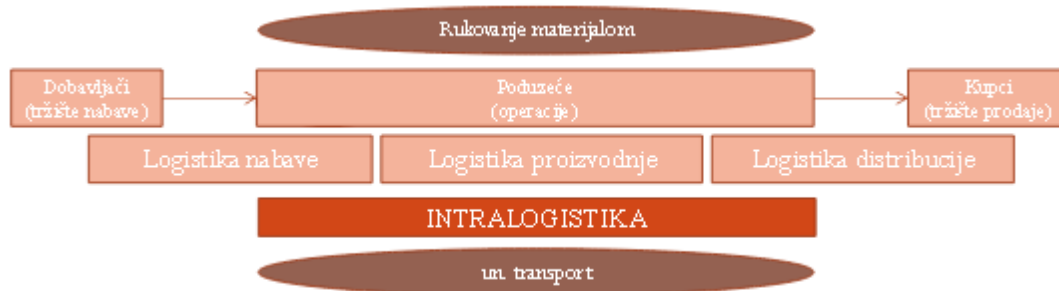 Rukovanje materijalom
Dobavljači
(tržište nabave)
Poduzeće
(operacije)
Kupci
(tržište prodaje)
Logistika nabave
Logistika proizvodnje
Logistika distribucije
INTRALOGISTIKA
un. transport